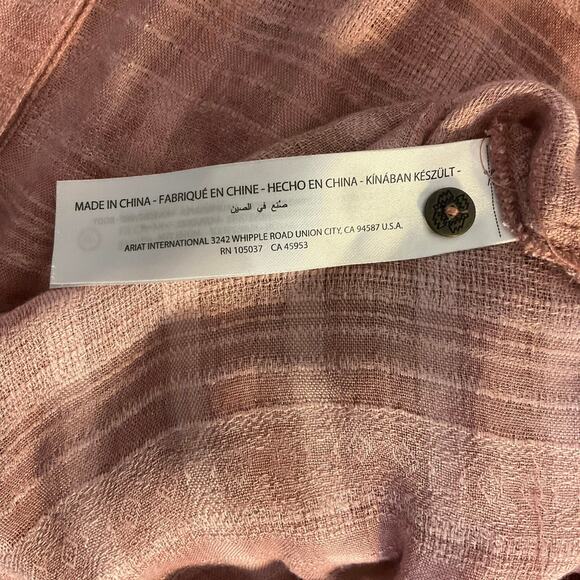 MADE IN CHINA - FABRIQUÉ EN CHINE - HECHO EN CHINA - KÍNÁBAN KÉSZÜLT -
صُنع في الصين
ARIAT INTERNATIONAL 3242 WHIPPLE ROAD UNION CITY, CA 94587 U.S.A.
RN 105037 CA 45953